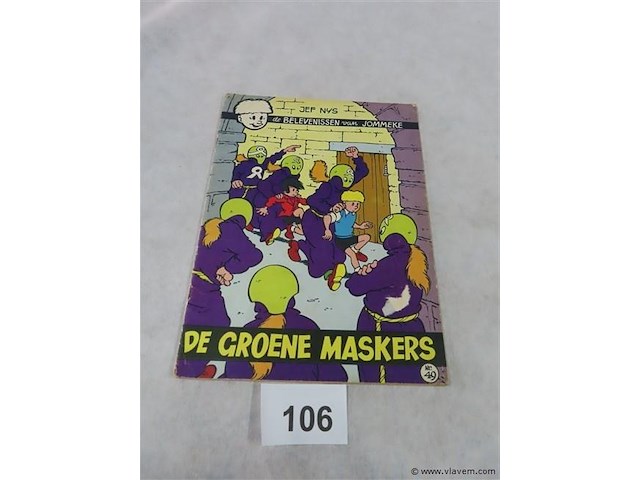 JEF NYS
de BELEVENISSEN van JOMMEKE
DE GROENE MASKERS
Nr. 49
106
© www.vlavem.com